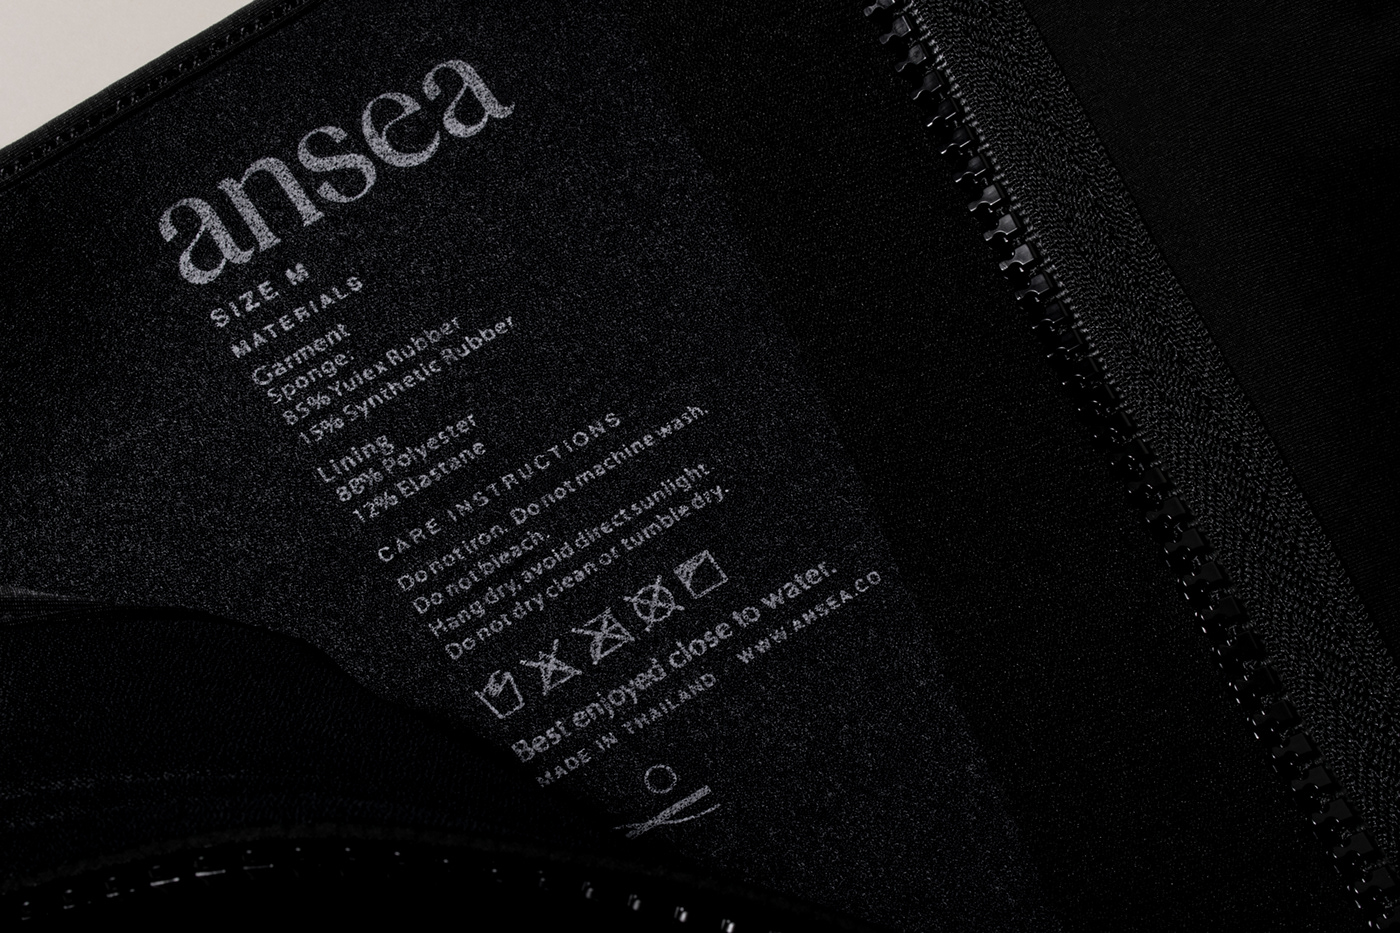 ansea
SIZE M
MATERIALS
Garment
Sponge:
85% Yulex Rubber
15% Synthetic Rubber
Lining
88% Polyester
12% Elastane
CARE INSTRUCTIONS
Do not iron. Do not machine wash.
Do not bleach.
Hang dry, avoid direct sunlight.
Do not dry clean or tumble dry.
Best enjoyed close to water.
MADE IN THAILAND WWW.ANSEA.CO